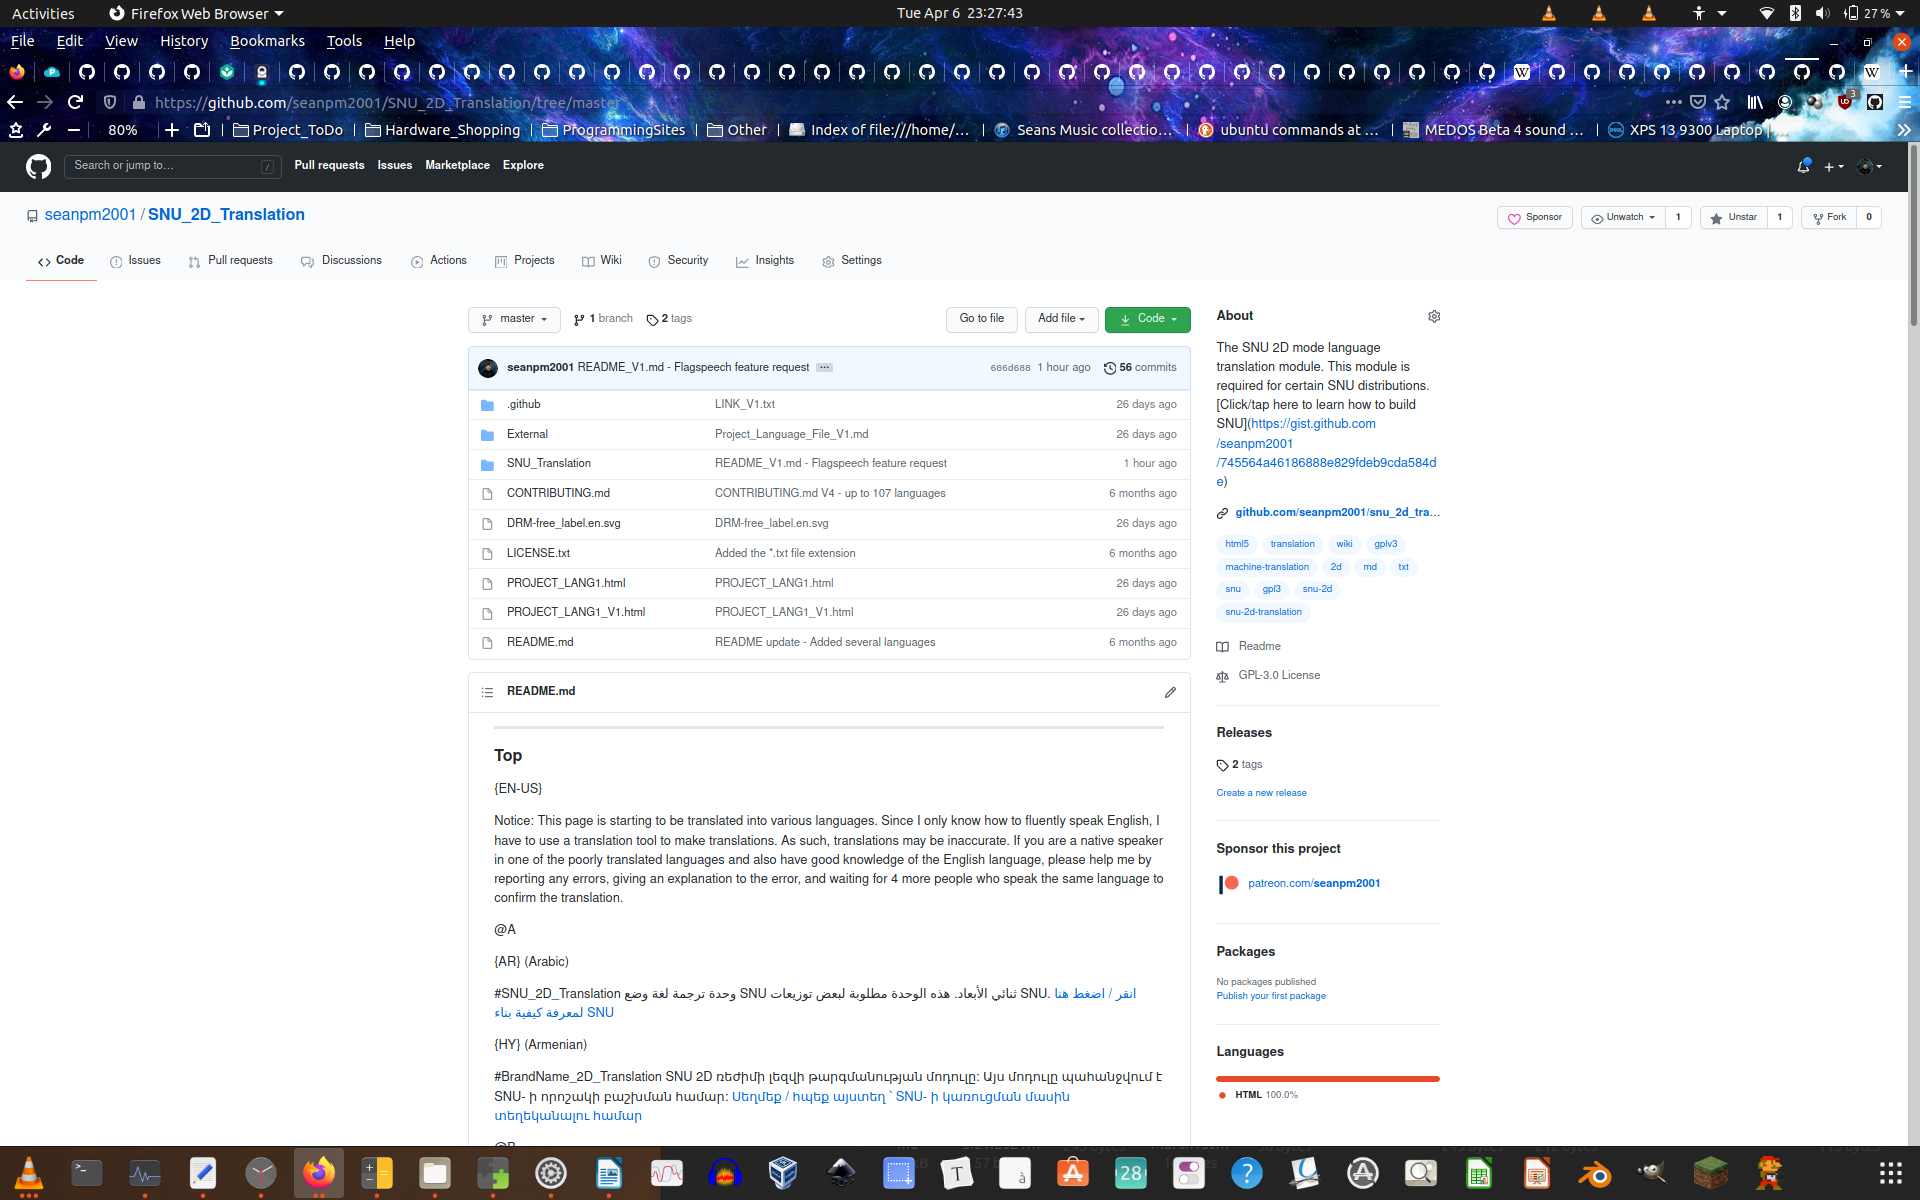 Activities Firefox Web Browser Tue Apr 6 23:27:43 27 %
File Edit View History Bookmarks Tools Help
https://github.com/seanpm2001/SNU_2D_Translation/tree/master 3
80% Project_ToDo Hardware_Shopping ProgrammingSites Other Index of file:///home/... Seans Music collectio... ubuntu commands at ... MEDOS Beta 4 sound ... XPS 13 9300 Laptop
Search or jump to... / Pull requests Issues Marketplace Explore
seanpm2001 / SNU_2D_Translation Sponsor Unwatch 1 Unstar 1 Fork 0
Code Issues Pull requests Discussions Actions Projects Wiki Security Insights Settings
master 1 branch 2 tags Go to file Add file Code
seanpm2001 README_V1.md - Flagspeech feature request ... 606d688 1 hour ago 56 commits
.github LINK_V1.txt 26 days ago
External Project_Language_File_V1.md 26 days ago
SNU_Translation README_V1.md - Flagspeech feature request 1 hour ago
CONTRIBUTING.md CONTRIBUTING.md V4 - up to 107 languages 6 months ago
DRM-free_label.en.svg DRM-free_label.en.svg 26 days ago
LICENSE.txt Added the *.txt file extension 6 months ago
PROJECT_LANG1.html PROJECT_LANG1.html 26 days ago
PROJECT_LANG1_V1.html PROJECT_LANG1_V1.html 26 days ago
README.md README update - Added several languages 6 months ago
README.md
Top
{EN-US}
Notice: This page is starting to be translated into various languages. Since I only know how to fluently speak English, I
have to use a translation tool to make translations. As such, translations may be inaccurate. If you are a native speaker
in one of the poorly translated languages and also have good knowledge of the English language, please help me by
reporting any errors, giving an explanation to the error, and waiting for 4 more people who speak the same language to
confirm the translation.
@A
{AR} (Arabic)
#SNU_2D_Translation وحدة ترجمة لغة وضع SNU ثنائي الأبعاد. هذه الوحدة مطلوبة لبعض توزيعات SNU. انقر / اضغط هنا
لمعرفة كيفية بناء SNU
{HY} (Armenian)
#BrandName_2D_Translation SNU 2D ռեժիմի լեզվի թարգմանության մոդուլը: Այս մոդուլը պահանջվում է
SNU- ի որոշակի բաշխման համար: Սեղմեք / հպեք այստեղ ՝ SNU- ի կառուցման մասին
տեղեկանալու համար
About
The SNU 2D mode language
translation module. This module is
required for certain SNU distributions.
[Click/tap here to learn how to build
SNU](https://gist.github.com
/seanpm2001
/745564a46186888e829fdeb9cda584d
e)
github.com/seanpm2001/snu_2d_tra...
html5 translation wiki gplv3
machine-translation 2d md txt
snu gpl3 snu-2d
snu-2d-translation
Readme
GPL-3.0 License
Releases
2 tags
Create a new release
Sponsor this project
patreon.com/seanpm2001
Packages
No packages published
Publish your first package
Languages
HTML 100.0%